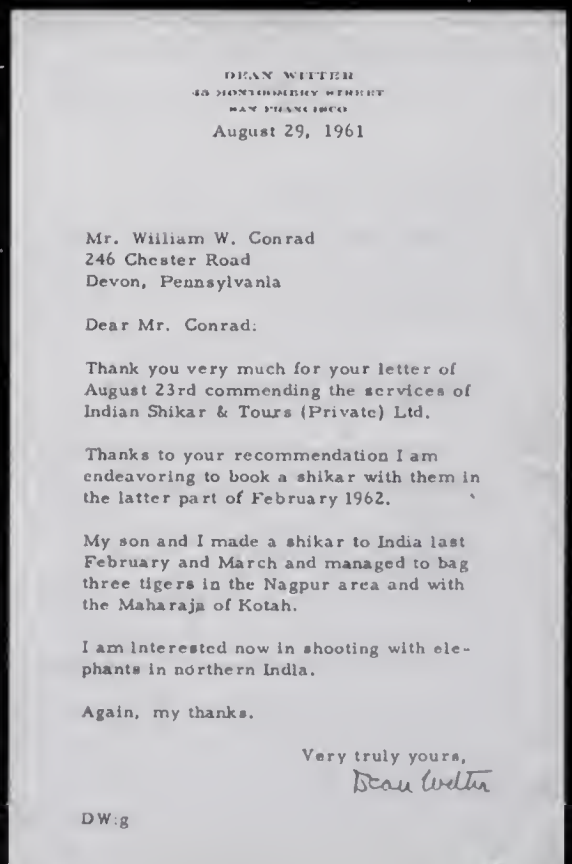 DEAN WITTER
45 MONTGOMERY STREET
SAN FRANCISCO
August 29, 1961
Mr. William W. Conrad
246 Chester Road
Devon, Pennsylvania
Dear Mr. Conrad:
Thank you very much for your letter of
August 23rd commending the services of
Indian Shikar & Tours (Private) Ltd.
Thanks to your recommendation I am
endeavoring to book a shikar with them in
the latter part of February 1962.
My son and I made a shikar to India last
February and March and managed to bag
three tigers in the Nagpur area and with
the Maharaja of Kotah.
I am interested now in shooting with ele-
phants in northern India.
Again, my thanks.
Very truly yours,
Dean Witter
DW:g